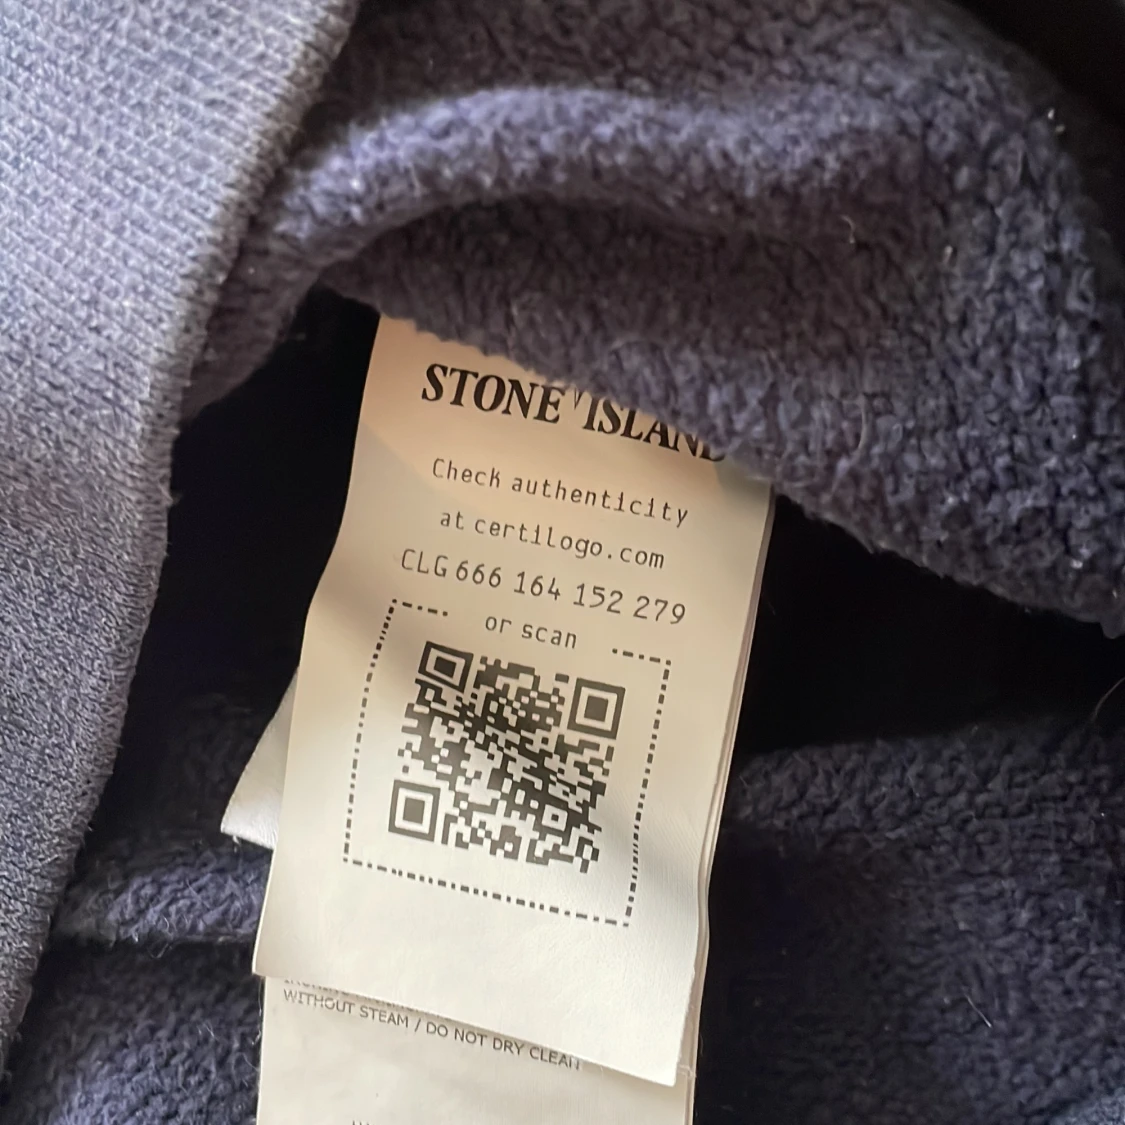 STONE ISLAND
Check authenticity
at certilogo.com
CLG 666 164 152 279
or scan
WITHOUT STEAM / DO NOT DRY CLEAN